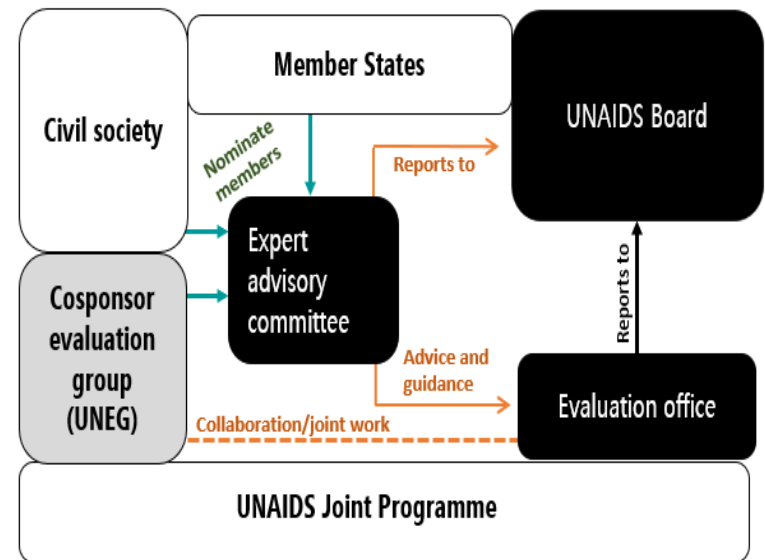 Civil society
Member States
UNAIDS Board
Nominate
members
Reports to
Expert
advisory
committee
Cosponsor
evaluation
group
(UNEG)
Reports to
Advice and
guidance
Evaluation office
Collaboration/joint work
UNAIDS Joint Programme